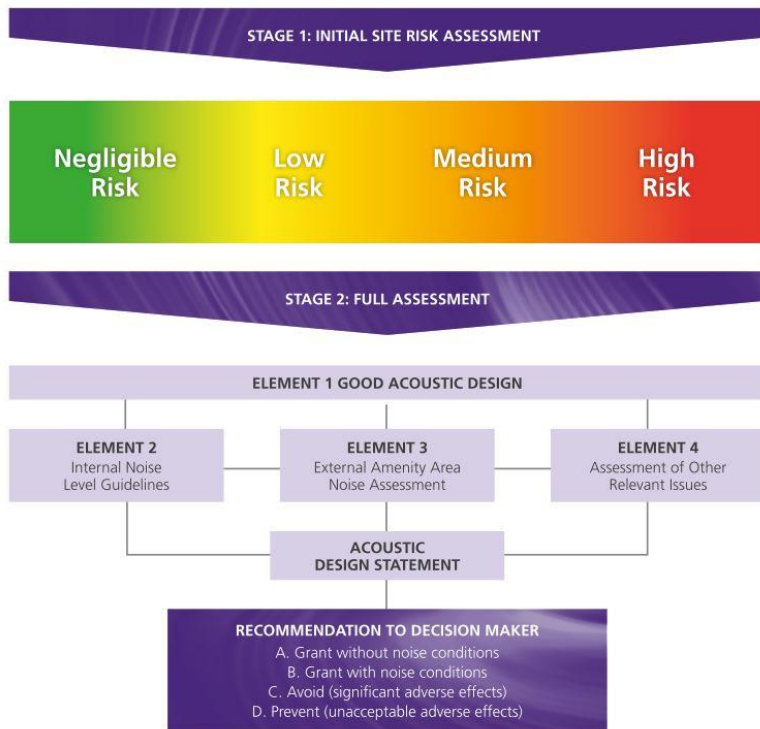 STAGE 1: INITIAL SITE RISK ASSESSMENT
Negligible
Risk
Low
Risk
Medium
Risk
High
Risk
STAGE 2: FULL ASSESSMENT
ELEMENT 1 GOOD ACOUSTIC DESIGN
ELEMENT 2
Internal Noise
Level Guidelines
ELEMENT 3
External Amenity Area
Noise Assessment
ELEMENT 4
Assessment of Other
Relevant Issues
ACOUSTIC
DESIGN STATEMENT
RECOMMENDATION TO DECISION MAKER
A. Grant without noise conditions
B. Grant with noise conditions
C. Avoid (significant adverse effects)
D. Prevent (unacceptable adverse effects)